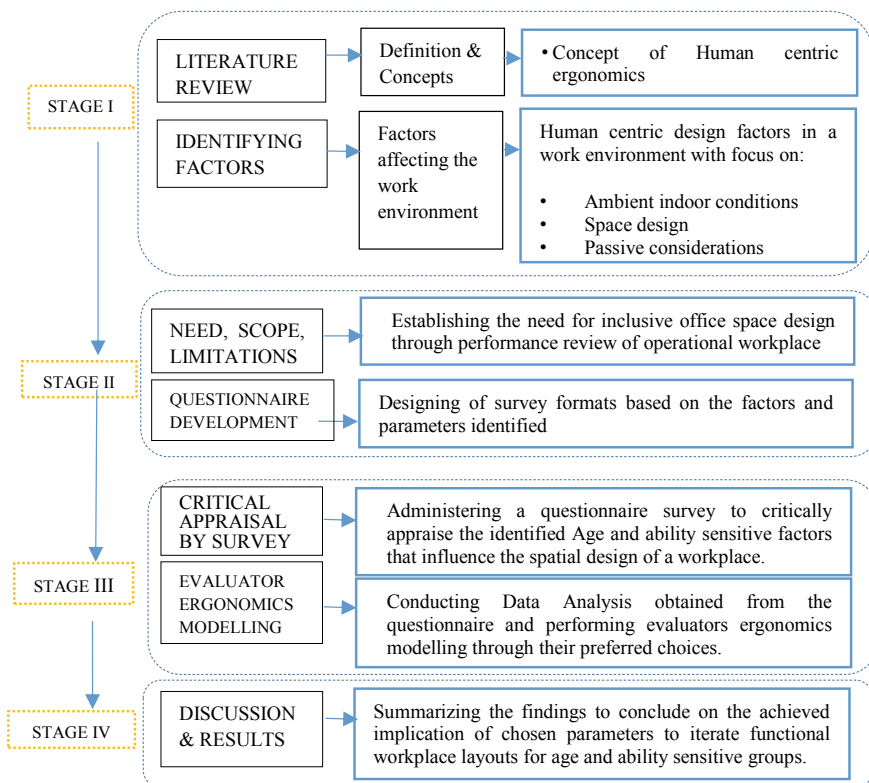 STAGE I
LITERATURE
REVIEW
Definition &
Concepts
• Concept of Human centric
ergonomics
IDENTIFYING
FACTORS
Factors
affecting the
work
environment
Human centric design factors in a
work environment with focus on:
• Ambient indoor conditions
• Space design
• Passive considerations
STAGE II
NEED, SCOPE,
LIMITATIONS
Establishing the need for inclusive office space design
through performance review of operational workplace
QUESTIONNAIRE
DEVELOPMENT
Designing of survey formats based on the factors and
parameters identified
STAGE III
CRITICAL
APPRAISAL
BY SURVEY
Administering a questionnaire survey to critically
appraise the identified Age and ability sensitive factors
that influence the spatial design of a workplace.
EVALUATOR
ERGONOMICS
MODELLING
Conducting Data Analysis obtained from the
questionnaire and performing evaluators ergonomics
modelling through their preferred choices.
STAGE IV
DISCUSSION
& RESULTS
Summarizing the findings to conclude on the achieved
implication of chosen parameters to iterate functional
workplace layouts for age and ability sensitive groups.